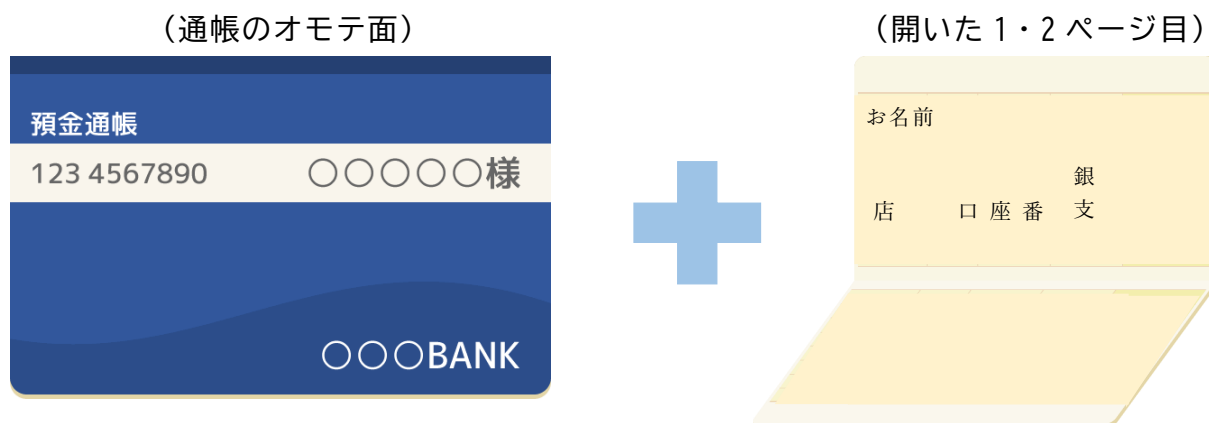 （通帳のオモテ面）
預金通帳
123 4567890 〇〇〇〇〇様
〇〇〇BANK
（開いた1・2ページ目）
お名前
銀
店 口座番 支